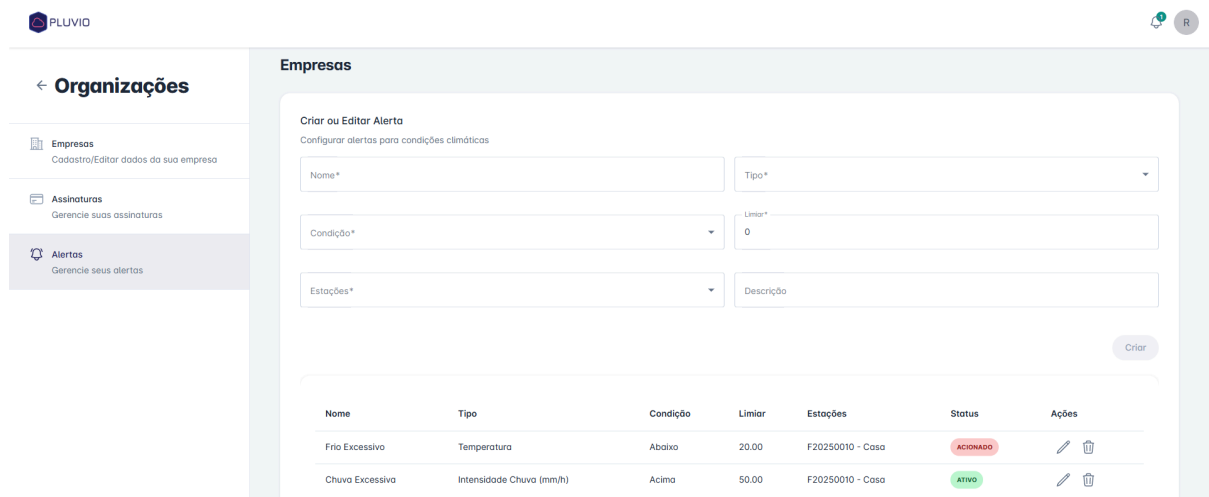 PLUVIO
1
R
← Organizações
Empresas
Cadastro/Editar dados da sua empresa
Assinaturas
Gerencie suas assinaturas
Alertas
Gerencie seus alertas
Empresas
Criar ou Editar Alerta
Configurar alertas para condições climáticas
Nome*
Tipo*
Condição*
Limiar*
0
Estações*
Descrição
Criar
Nome Tipo Condição Limiar Estações Status Ações
Frio Excessivo Temperatura Abaixo 20.00 F20250010 - Casa ACIONADO
Chuva Excessiva Intensidade Chuva (mm/h) Acima 50.00 F20250010 - Casa ATIVO